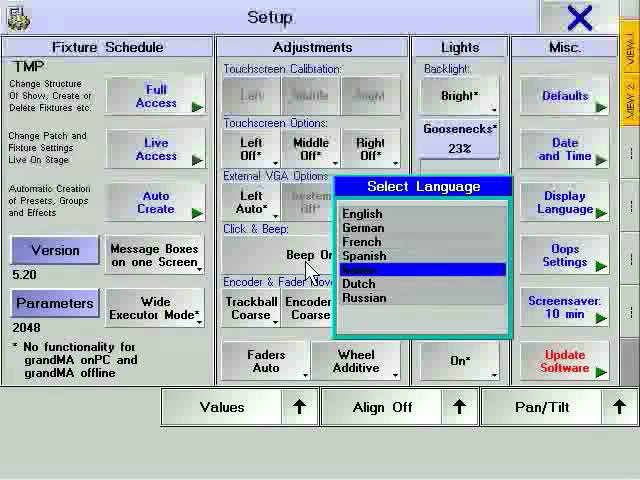 Setup
Fixture Schedule
TMP
Change Structure
Of Show, Create or
Delete Fixtures etc.
Full
Access
Change Patch and
Fixture Settings
Live On Stage
Live
Access
Automatic Creation
of Presets, Groups
and Effects
Auto
Create
Version
5.20
Message Boxes
on one Screen
Parameters
2048
Wide
Executor Mode*
* No functionality for
grandMA onPC and
grandMA offline
Adjustments
Touchscreen Calibration:
Left
Middle
Right
Touchscreen Options:
Left
Off*
Middle
Off*
Right
Off*
External VGA Options
Left
Auto*
Off*
Click & Beep:
Beep On
Encoder & Fader
Trackball
Coarse
Encoder
Coarse
Faders
Auto
Wheel
Additive
Select Language
English
German
French
Spanish
Dutch
Russian
Lights
Backlight:
Bright*
Goosenecks*
23%
On*
Misc.
Defaults
Date
and Time
Display
Language
Oops
Settings
Screensaver:
10 min
Update
Software
VIEW 1
VIEW 2
Values
Align Off
Pan/Tilt